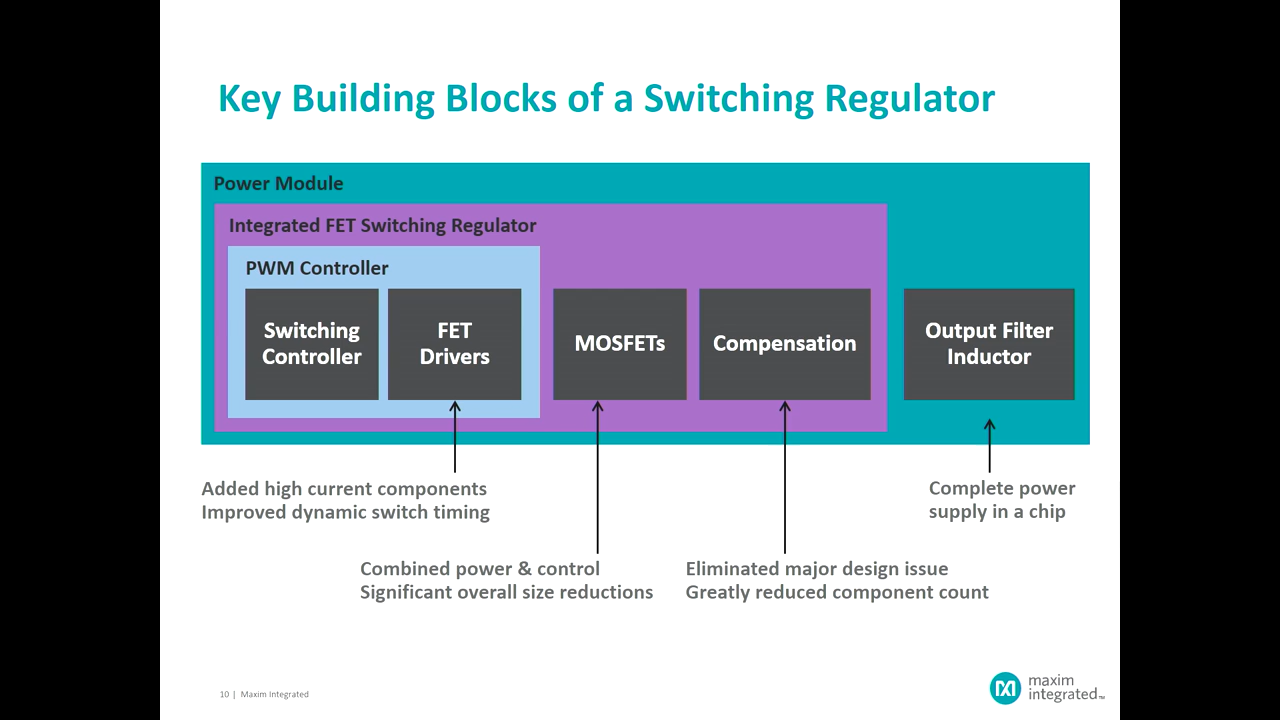 Key Building Blocks of a Switching Regulator
Power Module
Integrated FET Switching Regulator
PWM Controller
Switching
Controller
FET
Drivers
MOSFETs
Compensation
Output Filter
Inductor
Added high current components
Improved dynamic switch timing
Combined power & control
Significant overall size reductions
Eliminated major design issue
Greatly reduced component count
Complete power
supply in a chip
10 | Maxim Integrated
maxim
integrated™